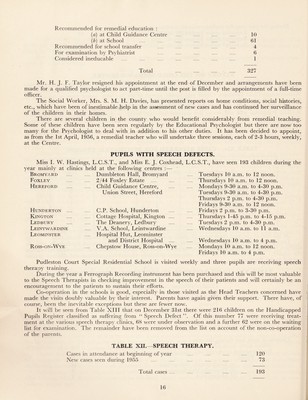 Recommended for remedial education :
(a) at Child Guidance Centre 10
(b) at School 61
Recommended for school transfer 4
For examination by Psychiatrist 6
Considered ineducable 1
Total 327
Mr. H. J. F. Taylor resigned his appointment at the end of December and arrangements have been
made for a qualified psychologist to act part-time until the post is filled by the appointment of a full-time
officer.
The Social Worker, Mrs. S. M. H. Davies, has presented reports on home conditions, social histories,
etc., which have been of inestimable help in the assessment of new cases and has continued her surveillance
of the children in their homes.
There are several children in the county who would benefit considerably from remedial teaching.
Some of these children have been seen regularly by the Educational Psychologist but there are now too
many for the Psychologist to deal with in addition to his other duties. It has been decided to appoint,
as from the 1st April, 1956, a remedial teacher who will undertake three sessions, each of 2-3 hours, weekly,
at the Centre.
PUPILS WITH SPEECH DEFECTS.
Miss I. W. Hastings, L.C.S.T., and Miss E. J. Codnead, L.C.S.T., have seen 193 children during the
year mainly at clinics held at the following centres :—
BROMYARD Dumbleton Hall, Bromyard Tuesdays 10 a.m. to 12 noon.
FOXLEY 2/44 Foxley Estate Thursdays 10 a.m. to 12 noon.
HEREFORD Child Guidance Centre, Mondays 9-30 a.m. to 4-30 p.m.
Union Street, Hereford Tuesdays 9-30 a.m. to 4-30 p.m.
Thursdays 2 p.m. to 4-30 p.m.
Fridays 9-30 a.m. to 12 noon.
HUNDERTON C.P. School, Hunderton Fridays 2 p.m. to 3-30 p.m.
KINGTON Cottage Hospital, Kington Thursdays 1-45 p.m. to 4-15 p.m.
LEDBURY The Deanery, Ledbury Tuesdays 2 p.m. to 4 p.m.
LEINTWARDINE V.A. School, Leintwardine Wednesdays 10 a.m. to 11 a.m.
LEOMINSTER Hospital Hut, Leominster
and District Hospital Wednesdays 10 a.m. to 4 p.m.
ROSS-ON-WYE Chepstow House, Ross-on-Wye Mondays 10 a.m. to 12 noon.
Fridays 10 a.m. to 4 p.m.
Pudleston Court Special Residential School is visited weekly and three pupils are receiving speech
therapy training.
During the year a Ferrograph Recording instrument has been purchased and this will be most valuable
to the Speech Therapists in checking improvement in the speech of their patients and will certainly be an
encouragement to the patients to sustain their efforts.
Co-operation in the schools is good, especially in those visited as the Head Teachers concerned have
made the visits doubly valuable by their interest. Parents have again given their support. There have, of
course, been the inevitable exceptions but these are fewer now.
It will be seen from Table XIII that on December 31st there were 216 children on the Handicapped
Pupils Register classified as suffering from " Speech Defect ". Of this number 77 were receiving treat-
ment at the various speech therapy clinics, 68 were under observation and a further 62 were on the waiting
list for examination. The remainder have been removed from the list on account of the non-co-operation
of the parents.
TABLE XII.—SPEECH THERAPY.
Cases in attendance at beginning of year 120
New cases seen during 1955 73
Total cases 193
16